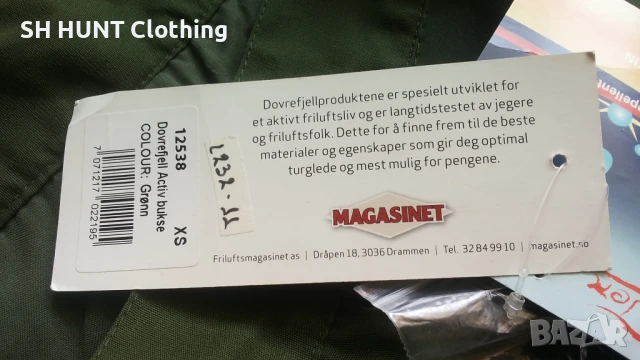 SH HUNT Clothing
Dovrefjellproduktene er spesielt utviklet for
et aktivt friluftsliv og er langtidstestet av jegere
og friluftsfolk. Dette for å finne frem til de beste
materialer og egenskaper som gir deg optimal
turglede og mest mulig for pengene.
MAGASINET
Friluftsmagasinet as | Dråpen 18, 3036 Drammen | Tel. 32 84 99 10 | magasinet.no
12538 XS
Dovrefjell Activ bukse
COLOUR: Grønn
7 071217 022195
BAZAR